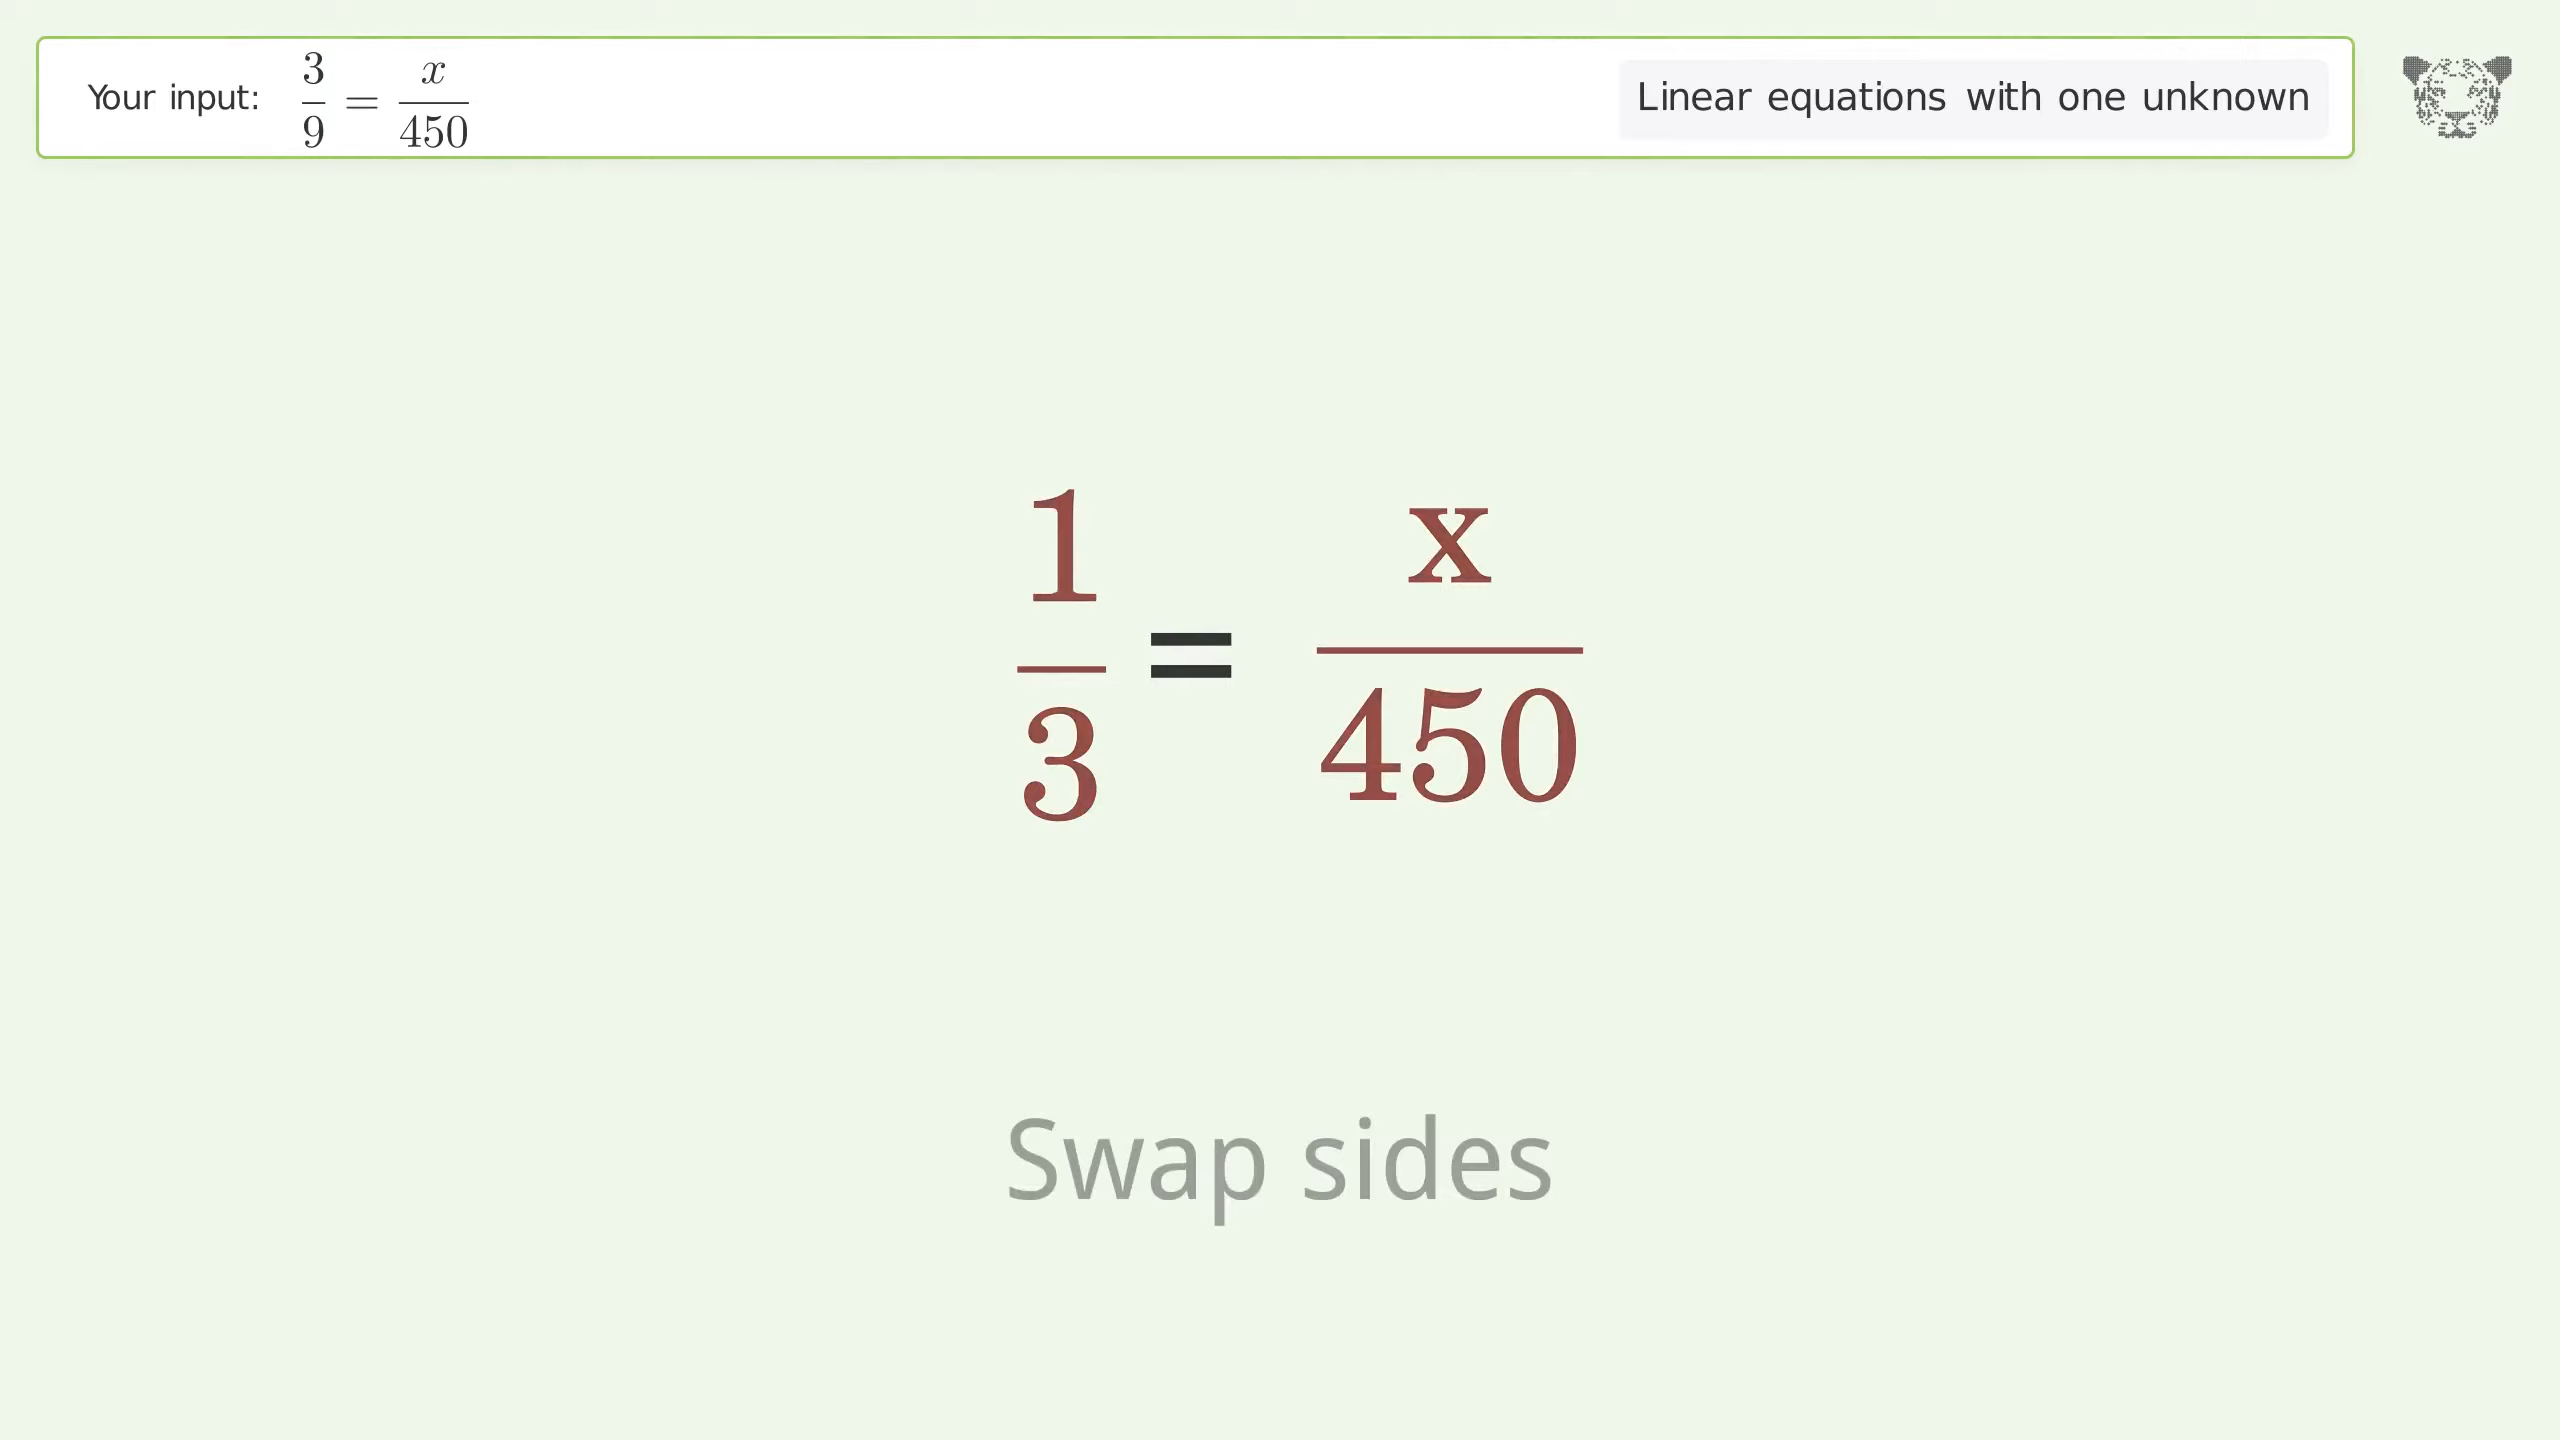 Your input: 3/9 = x/450
Linear equations with one unknown
1/3 = x/450
Swap sides